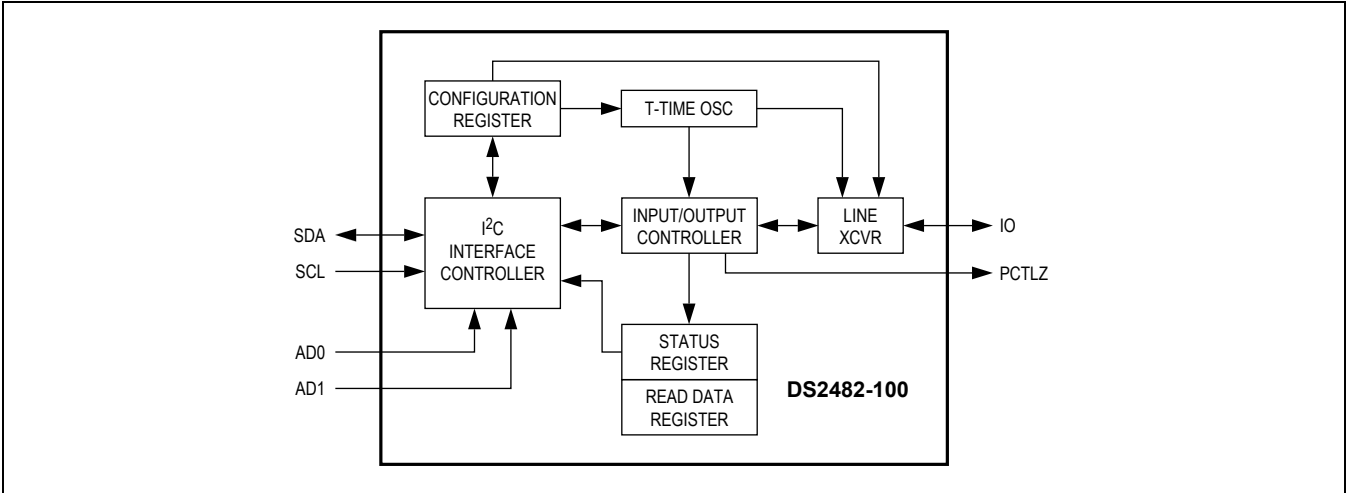 CONFIGURATION
REGISTER
T-TIME OSC
SDA
SCL
I²C
INTERFACE
CONTROLLER
INPUT/OUTPUT
CONTROLLER
LINE
XCVR
IO
PCTLZ
AD0
AD1
STATUS
REGISTER
READ DATA
REGISTER
DS2482-100